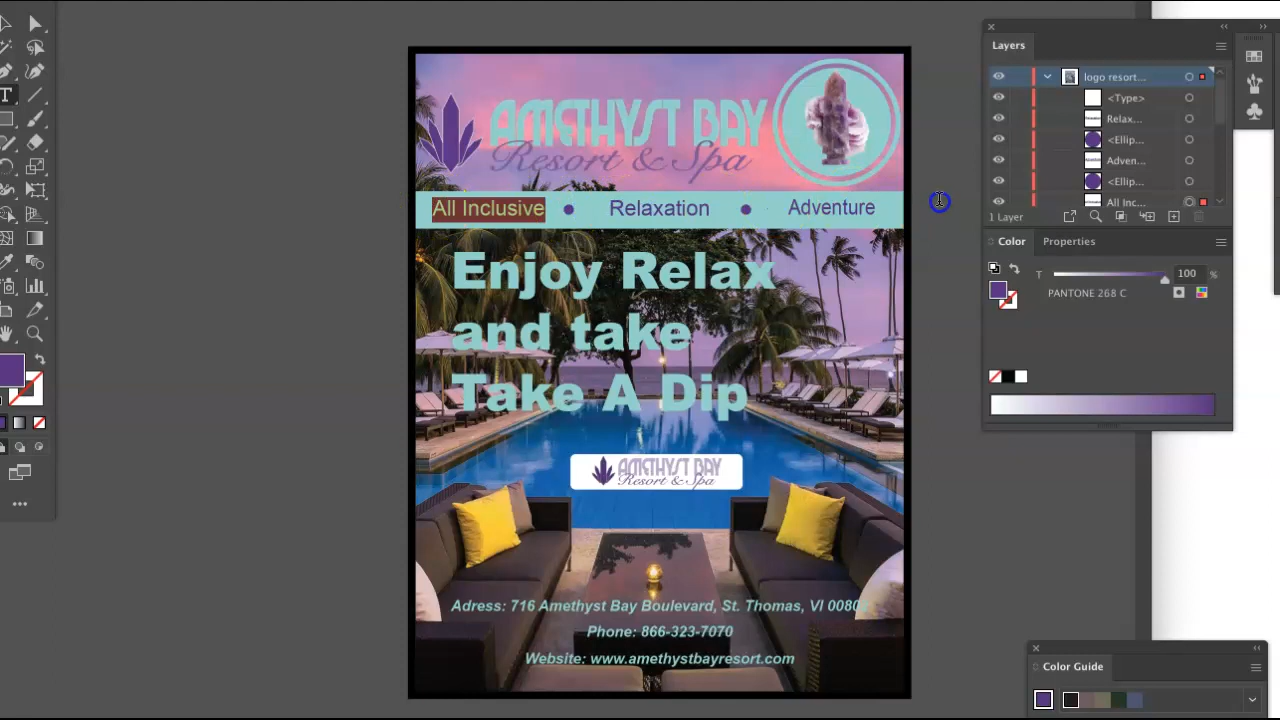 Layers
logo resort...
<Type>
Relax...
<Ellip...
Adven...
<Ellip...
All Inc...
1 Layer
Color
Properties
T
100
%
PANTONE 268 C
Color Guide
AMETHYST BAY
Resort & Spa
All Inclusive
Relaxation
Adventure
Enjoy Relax
and take
Take A Dip
AMETHYST BAY
Resort & Spa
Adress: 716 Amethyst Bay Boulevard, St. Thomas, VI 0080
Phone: 866-323-7070
Website: www.amethystbayresort.com